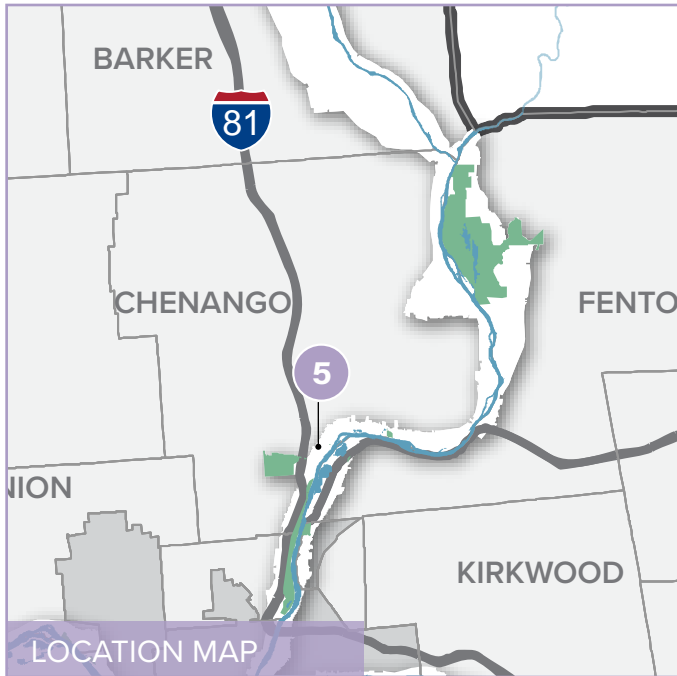 BARKER
81
CHENANGO
FENTO
5
NION
KIRKWOOD
LOCATION MAP